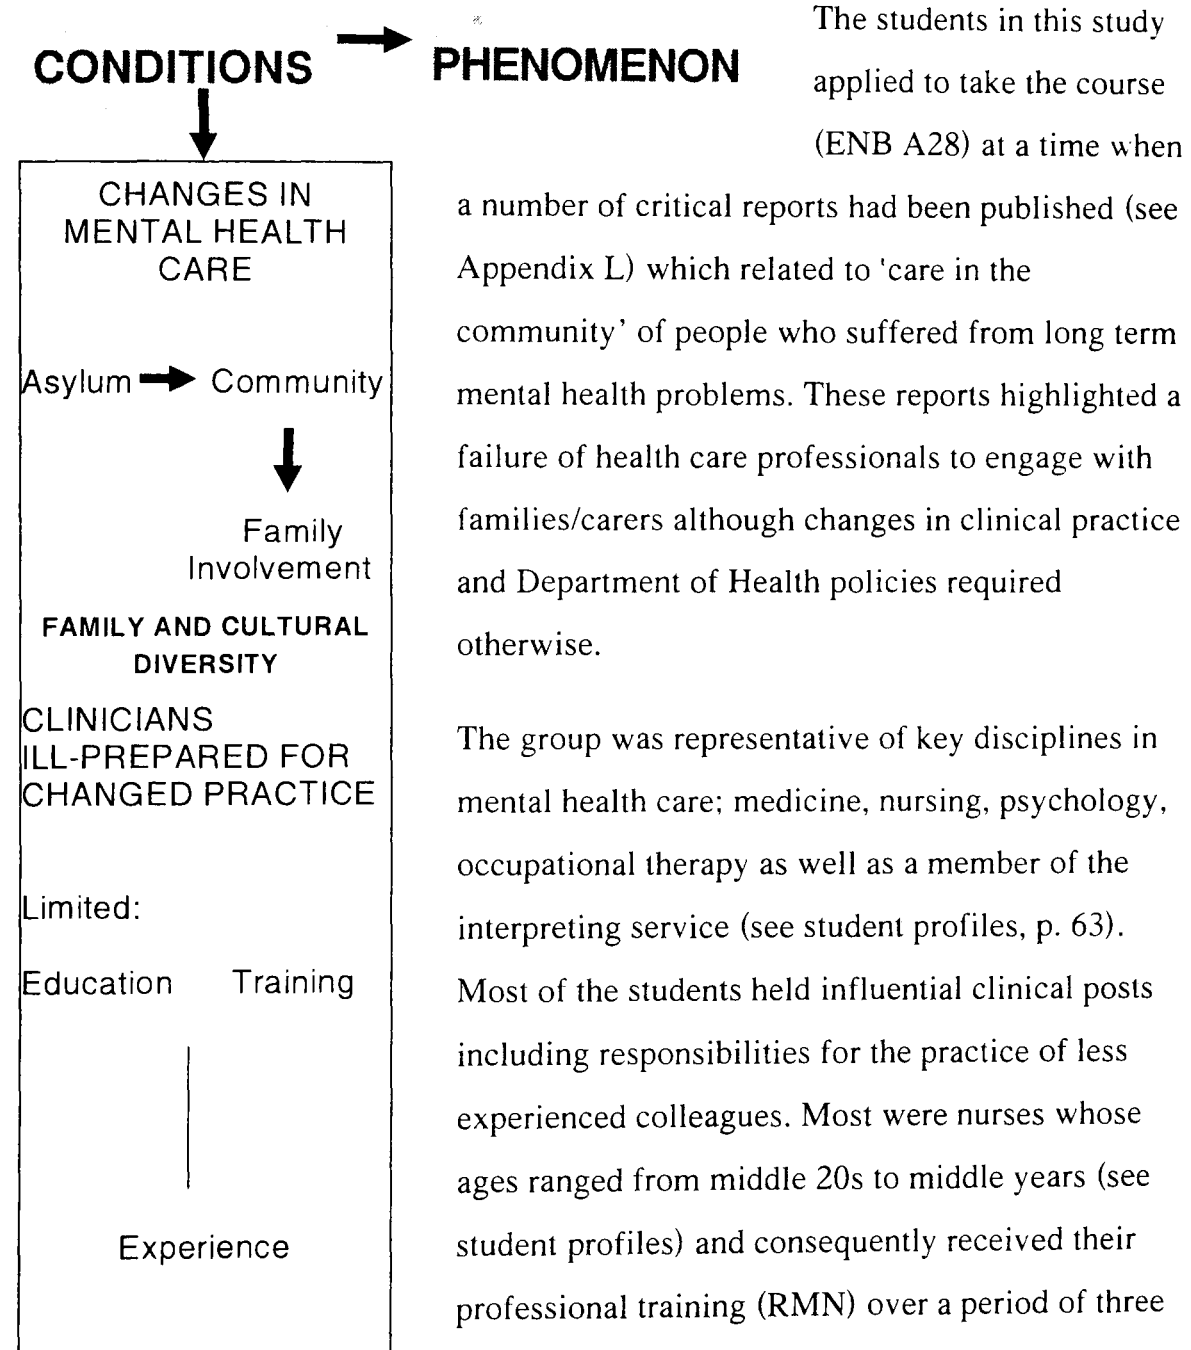 CONDITIONS
PHENOMENON
CHANGES IN
MENTAL HEALTH
CARE
Asylum
Community
Family
Involvement
FAMILY AND CULTURAL
DIVERSITY
CLINICIANS
ILL-PREPARED FOR
CHANGED PRACTICE
Limited:
Education Training
Experience
The students in this study
applied to take the course
(ENB A28) at a time when
a number of critical reports had been published (see
Appendix L) which related to 'care in the
community' of people who suffered from long term
mental health problems. These reports highlighted a
failure of health care professionals to engage with
families/carers although changes in clinical practice
and Department of Health policies required
otherwise.
The group was representative of key disciplines in
mental health care; medicine, nursing, psychology,
occupational therapy as well as a member of the
interpreting service (see student profiles, p. 63).
Most of the students held influential clinical posts
including responsibilities for the practice of less
experienced colleagues. Most were nurses whose
ages ranged from middle 20s to middle years (see
student profiles) and consequently received their
professional training (RMN) over a period of three